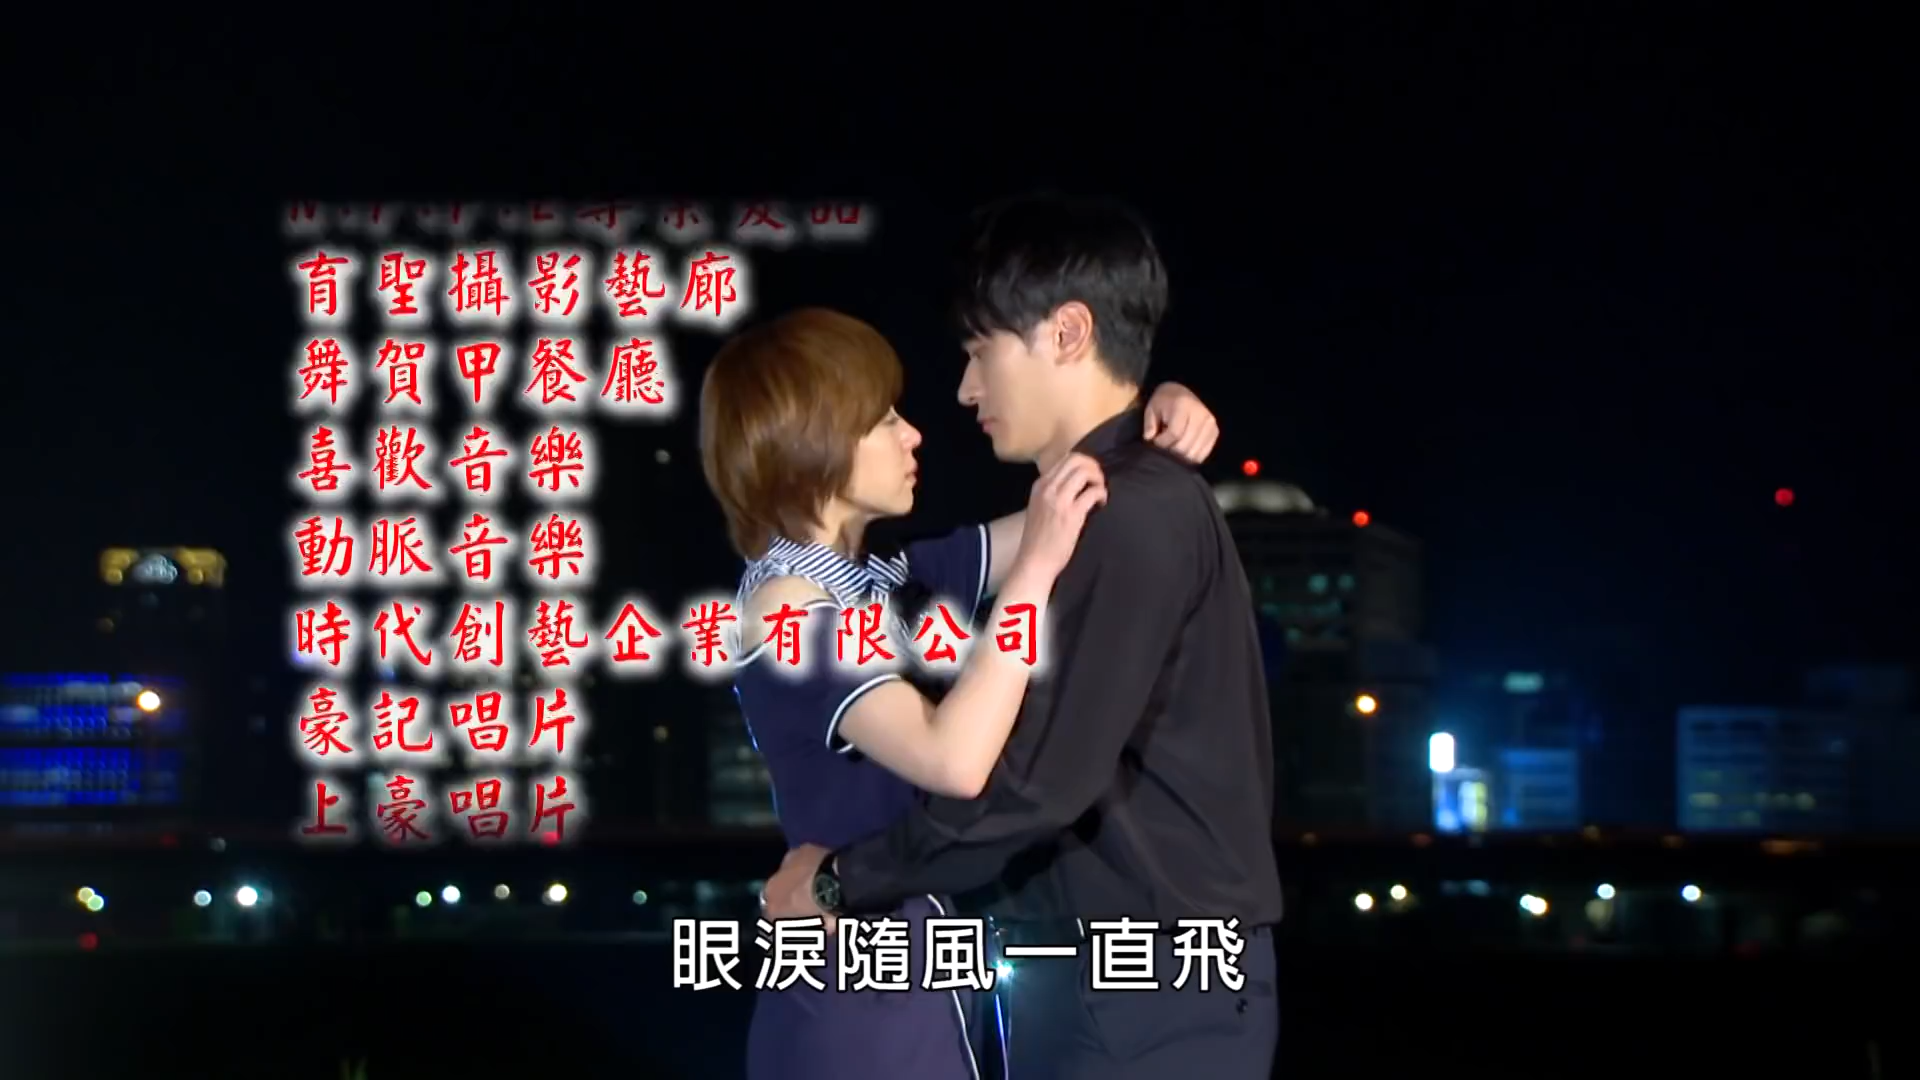 育聖攝影藝廊
舞賀甲餐廳
喜歡音樂
動脈音樂
時代創藝企業有限公司
豪記唱片
上豪唱片
眼淚隨風一直飛